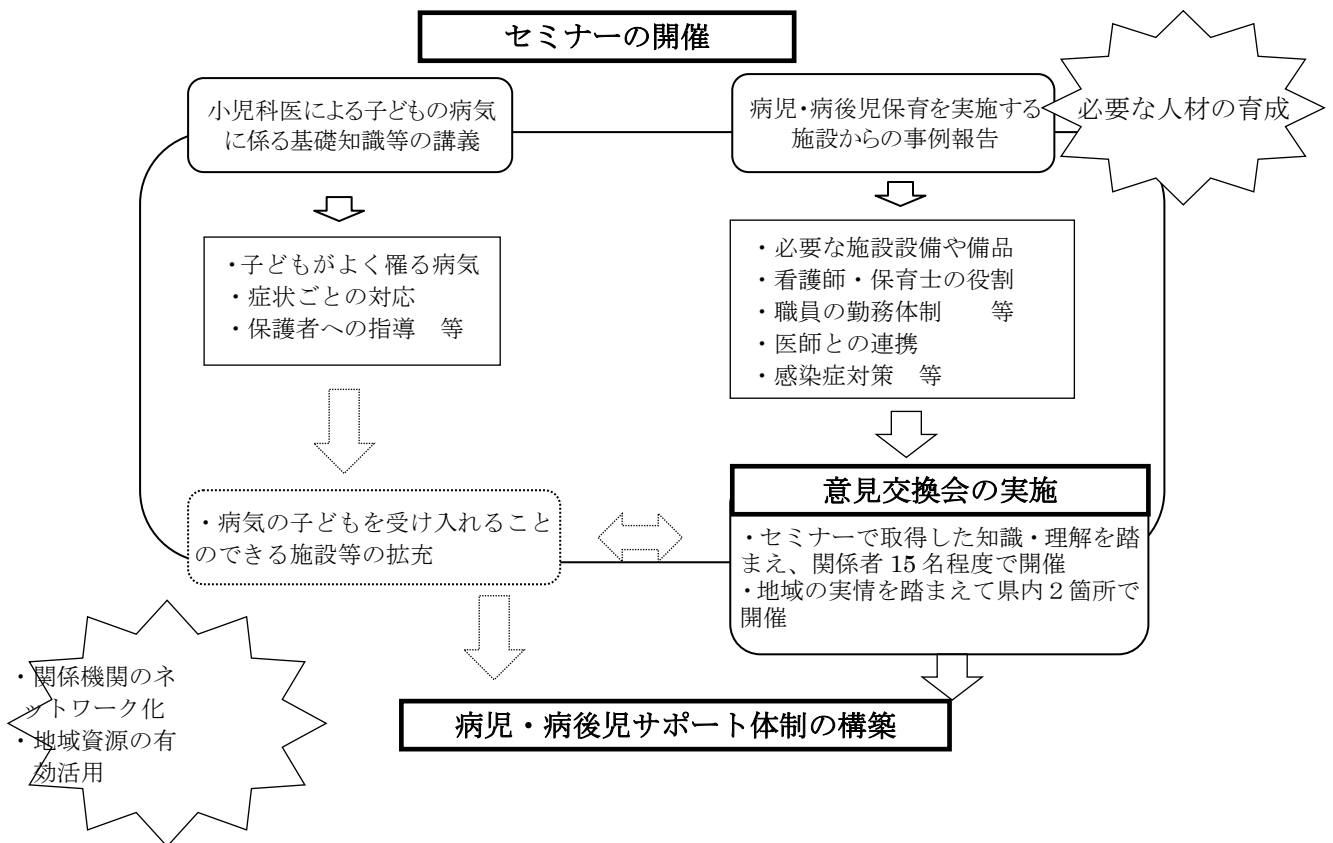 セミナーの開催
小児科医による子どもの病気
に係る基礎知識等の講義
病児・病後児保育を実施する
施設からの事例報告
必要な人材の育成
・子どもがよく罹る病気
・症状ごとの対応
・保護者への指導　等
・必要な施設設備や備品
・看護師・保育士の役割
・職員の勤務体制　　等
・医師との連携
・感染症対策　等
・病気の子どもを受け入れること
のできる施設等の拡充
意見交換会の実施
・セミナーで取得した知識・理解を踏
まえ、関係者 15 名程度で開催
・地域の実情を踏まえて県内２箇所で
開催
・関係機関のネ
ットワーク化
・地域資源の有
効活用
病児・病後児サポート体制の構築